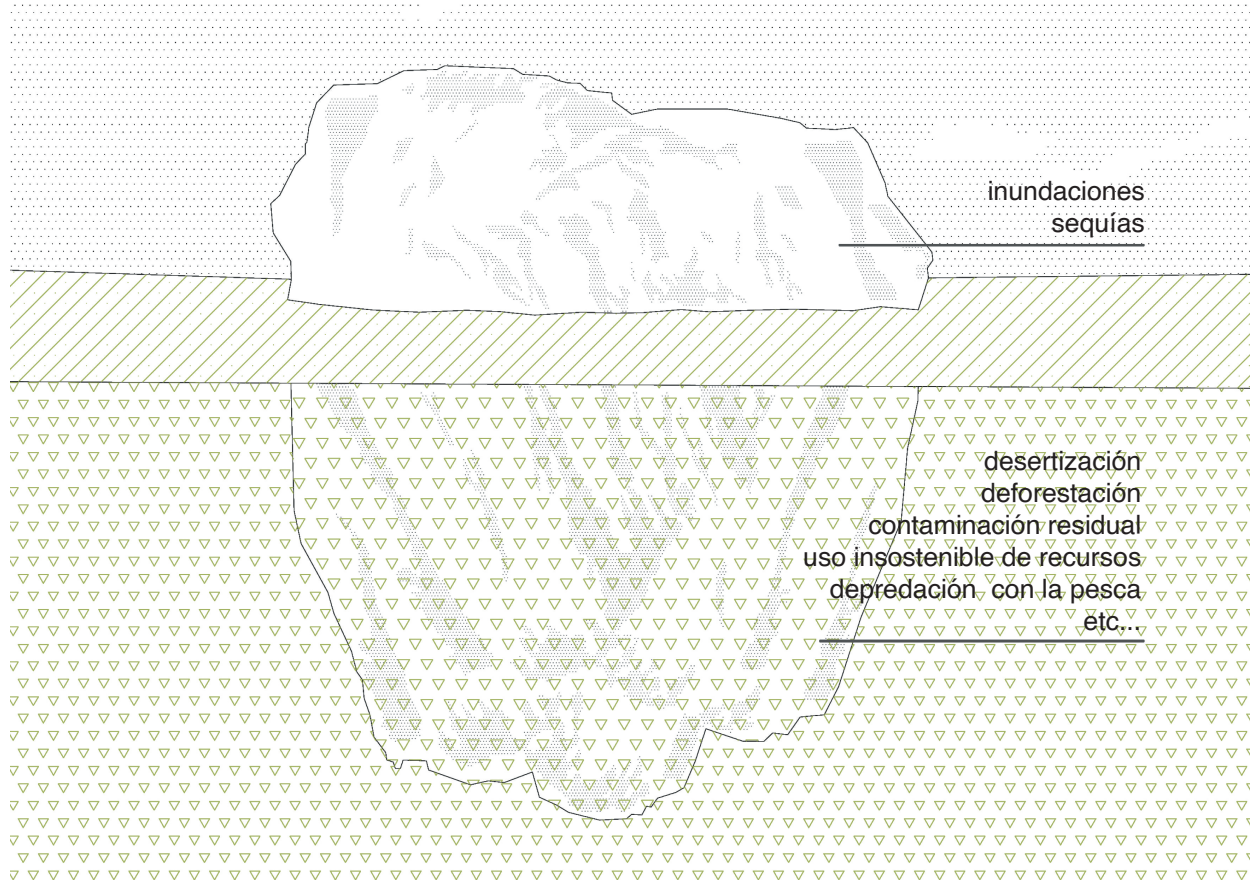 inundaciones
sequías
desertización
deforestación
contaminación residual
uso insostenible de recursos
depredación  con la pesca
etc...